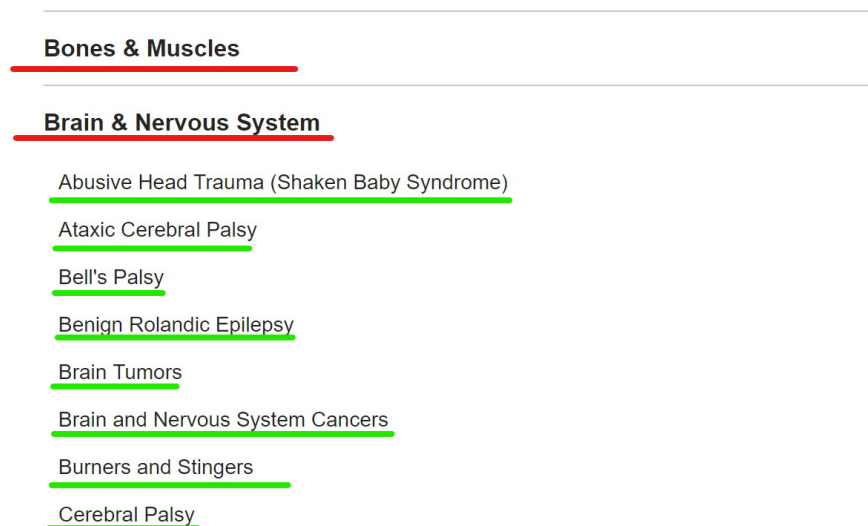 Bones & Muscles
Brain & Nervous System
Abusive Head Trauma (Shaken Baby Syndrome)
Ataxic Cerebral Palsy
Bell's Palsy
Benign Rolandic Epilepsy
Brain Tumors
Brain and Nervous System Cancers
Burners and Stingers
Cerebral Palsy